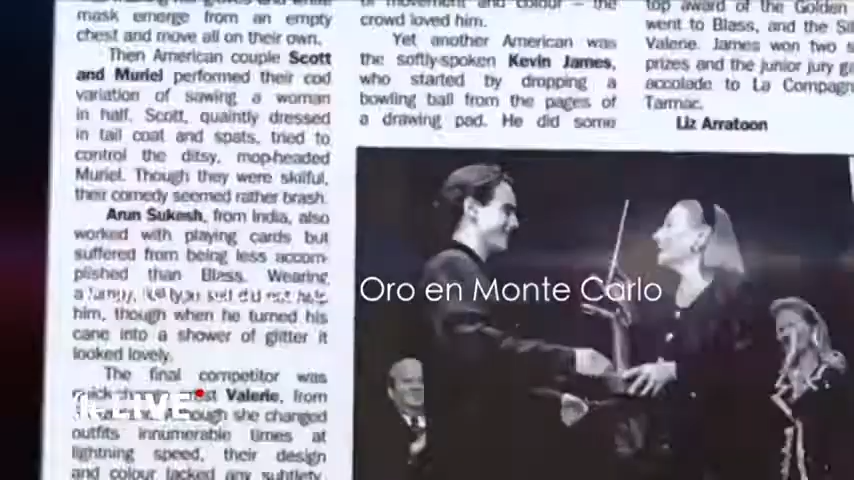 mask emerge from an empty
chest and move all on their own.
Then American couple Scott
and Muriel performed their cod
variation of sawing a woman
in half. Scott, quaintly dressed
in tail coat and spats, tried to
control the ditsy, mop-headed
Muriel. Though they were skilful,
their comedy seemed rather brash.
Arun Sukesh, from India, also
worked with playing cards but
suffered from being less accom-
plished than Blass. Wearing
him, though when he turned his
cane into a shower of glitter it
looked lovely.
The final competitor was
Valerie, from
though she changed
outfits innumerable times at
lightning speed, their design
and colour lacked any subtlety.
crowd loved him.
Yet another American was
the softly-spoken Kevin James,
who started by dropping a
bowling ball from the pages of
a drawing pad. He did some
top award of the Golden
went to Blass, and the
Valerie. James won two
prizes and the junior jury
accolade to La
Tarmac.
Liz Arratoon
Oro en Monte Carlo
LIVE